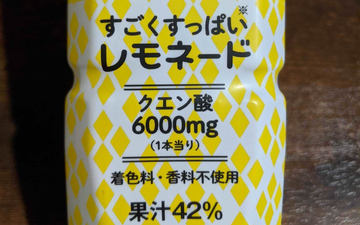 すごくすっぱい※
レモネード
クエン酸
6000mg
(1本当り)
着色料・香料不使用
果汁42%